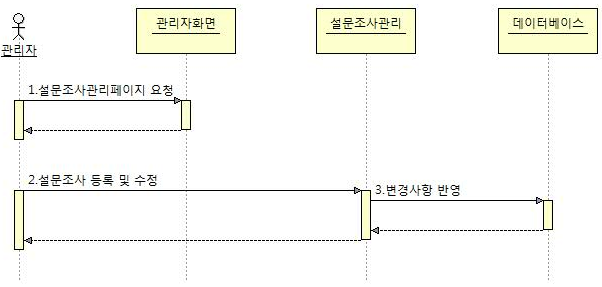 관리자화면
설문조사관리
데이터베이스
관리자
1.설문조사관리페이지 요청
2.설문조사 등록 및 수정
3.변경사항 반영